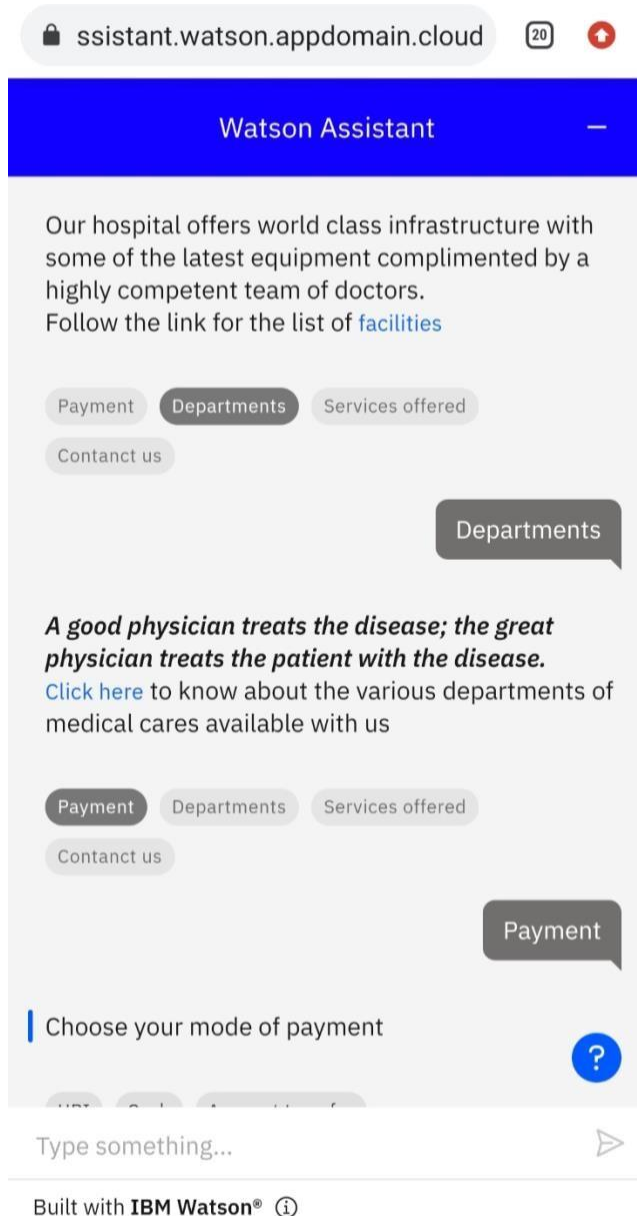 ssistant.watson.appdomain.cloud 20
Watson Assistant
Our hospital offers world class infrastructure with
some of the latest equipment complimented by a
highly competent team of doctors.
Follow the link for the list of facilities
Payment Departments Services offered
Contanct us
Departments
A good physician treats the disease; the great
physician treats the patient with the disease.
Click here to know about the various departments of
medical cares available with us
Payment Departments Services offered
Contanct us
Payment
Choose your mode of payment
?
Type something...
Built with IBM Watson®